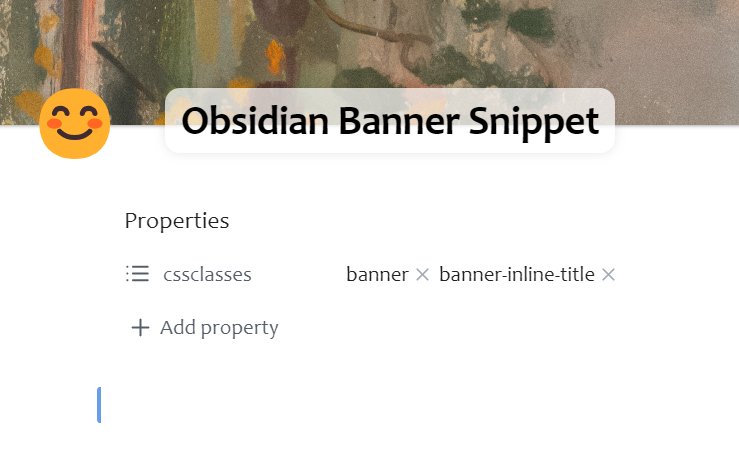 Obsidian Banner Snippet
Properties
cssclasses banner banner-inline-title
Add property